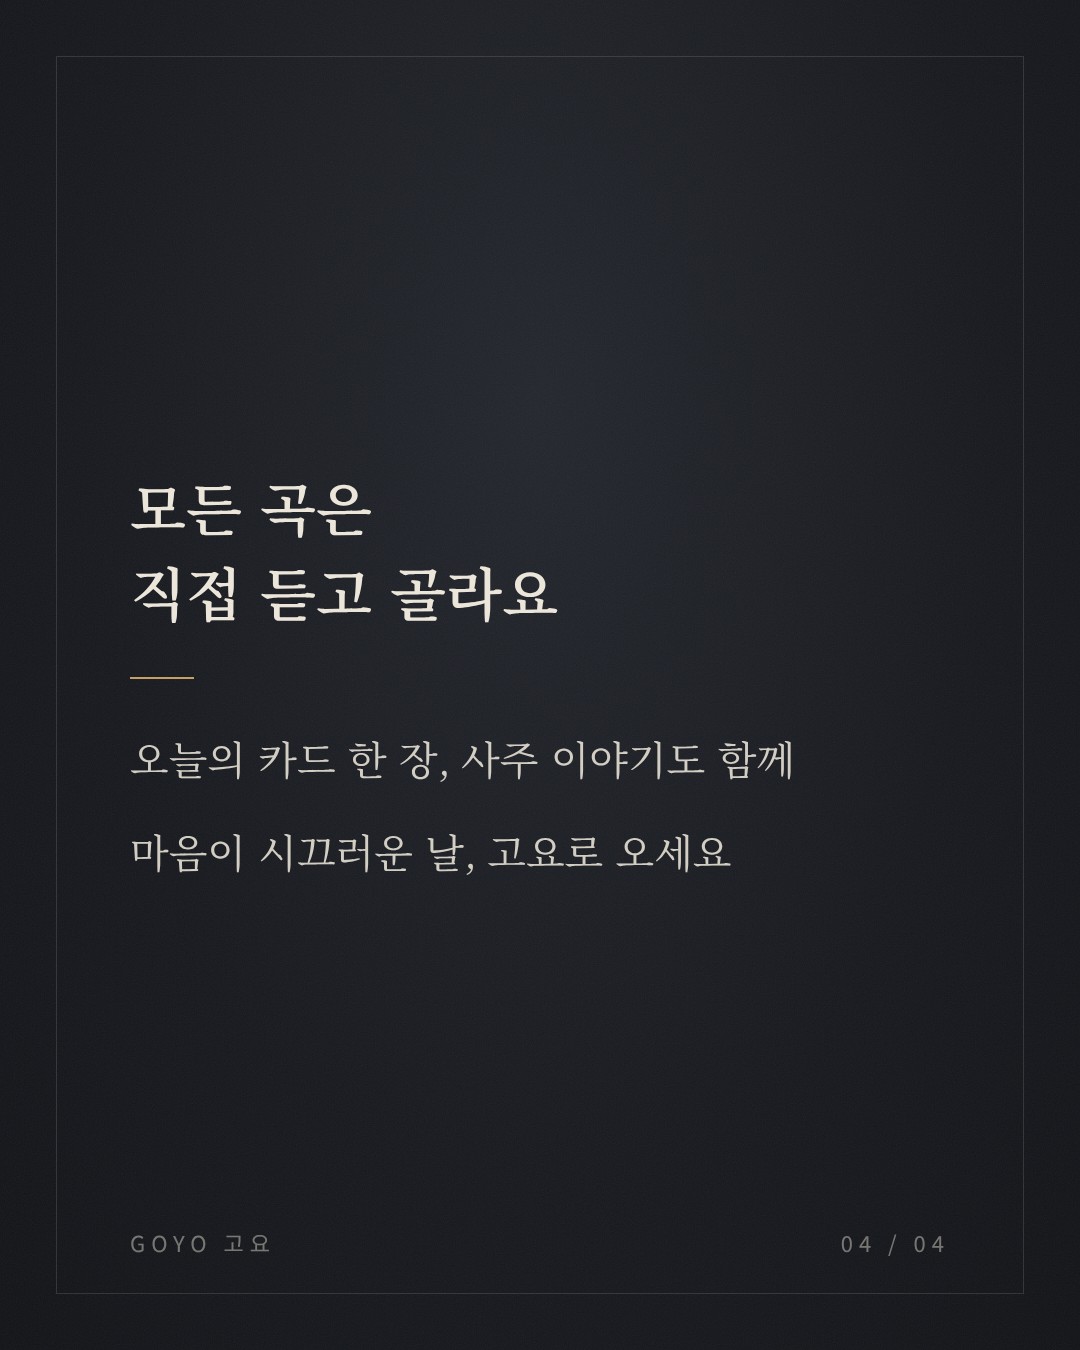 모든 곡은
직접 듣고 골라요
오늘의 카드 한 장, 사주 이야기도 함께
마음이 시끄러운 날, 고요로 오세요
GOYO 고요
04 / 04